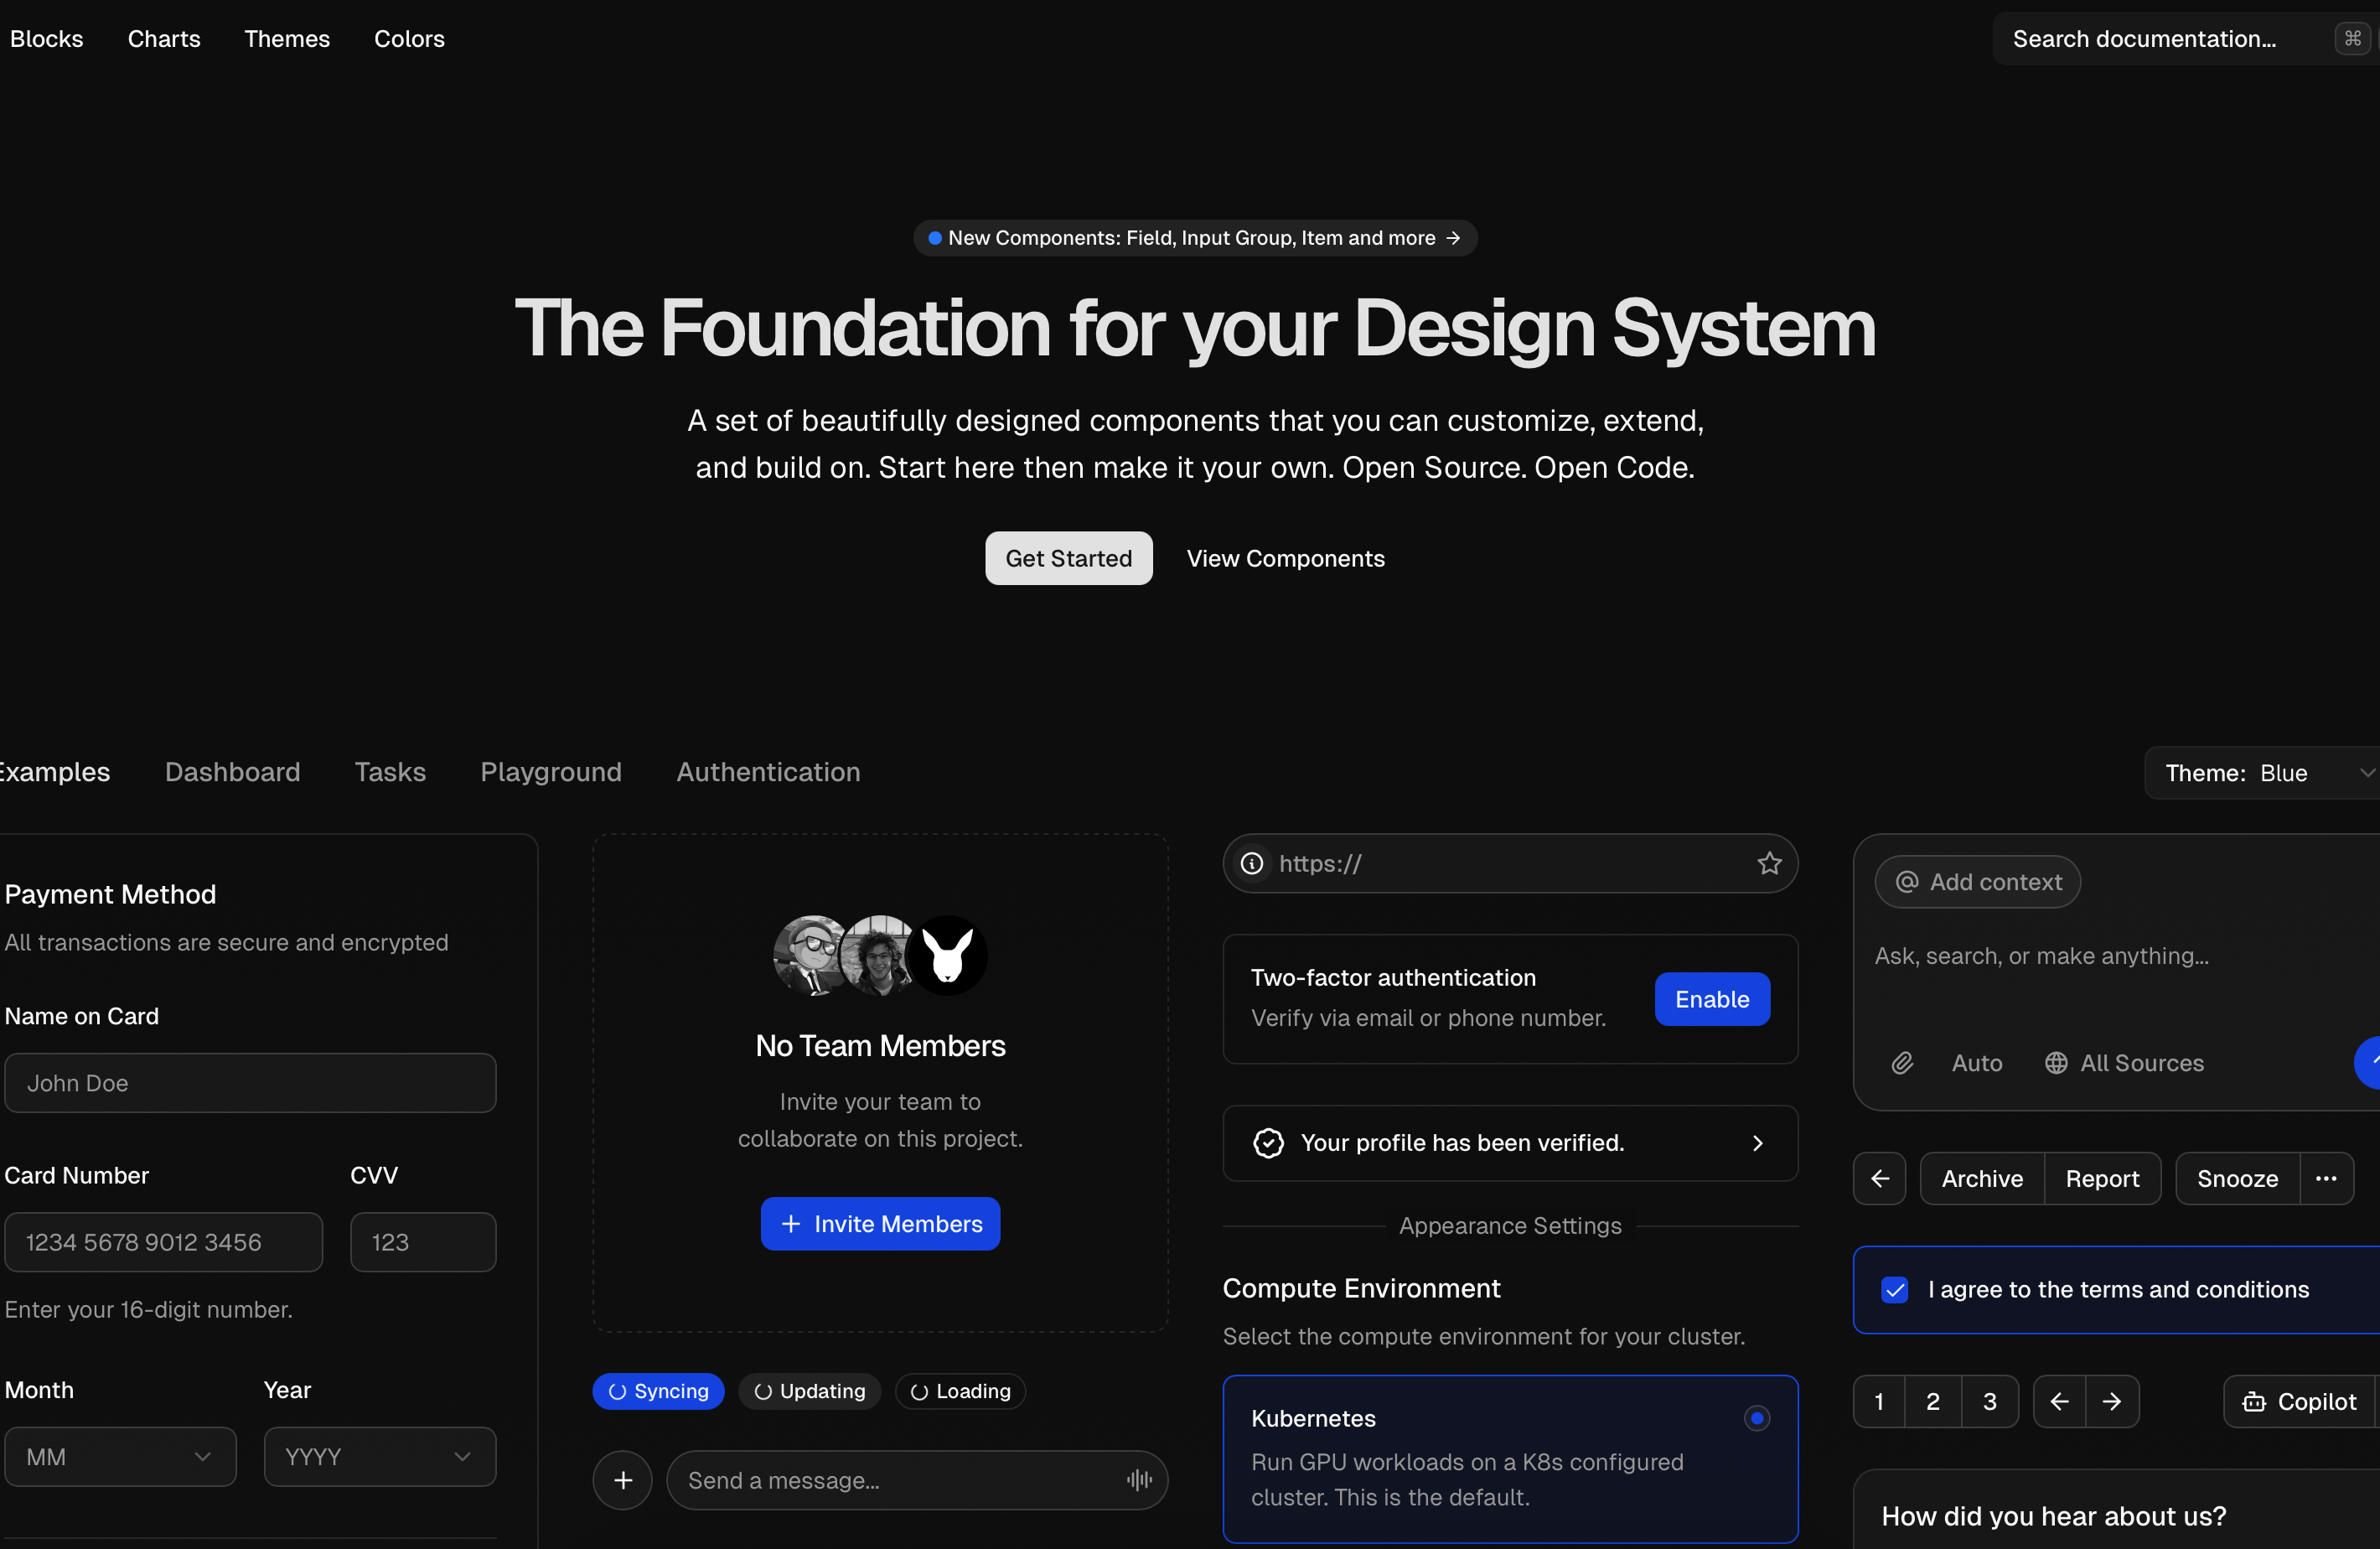 Blocks
Charts
Themes
Colors
Search documentation...
⌘
New Components: Field, Input Group, Item and more →
The Foundation for your Design System
A set of beautifully designed components that you can customize, extend,
and build on. Start here then make it your own. Open Source. Open Code.
Get Started
View Components
Examples
Dashboard
Tasks
Playground
Authentication
Theme: Blue
Payment Method
All transactions are secure and encrypted
Name on Card
John Doe
Card Number
CVV
1234 5678 9012 3456
123
Enter your 16-digit number.
Month
Year
MM
YYYY
No Team Members
Invite your team to
collaborate on this project.
+ Invite Members
Syncing
Updating
Loading
Send a message...
https://
Two-factor authentication
Verify via email or phone number.
Enable
Your profile has been verified.
Appearance Settings
Compute Environment
Select the compute environment for your cluster.
Kubernetes
Run GPU workloads on a K8s configured
cluster. This is the default.
@ Add context
Ask, search, or make anything...
Auto
All Sources
Archive
Report
Snooze
I agree to the terms and conditions
1
2
3
Copilot
How did you hear about us?